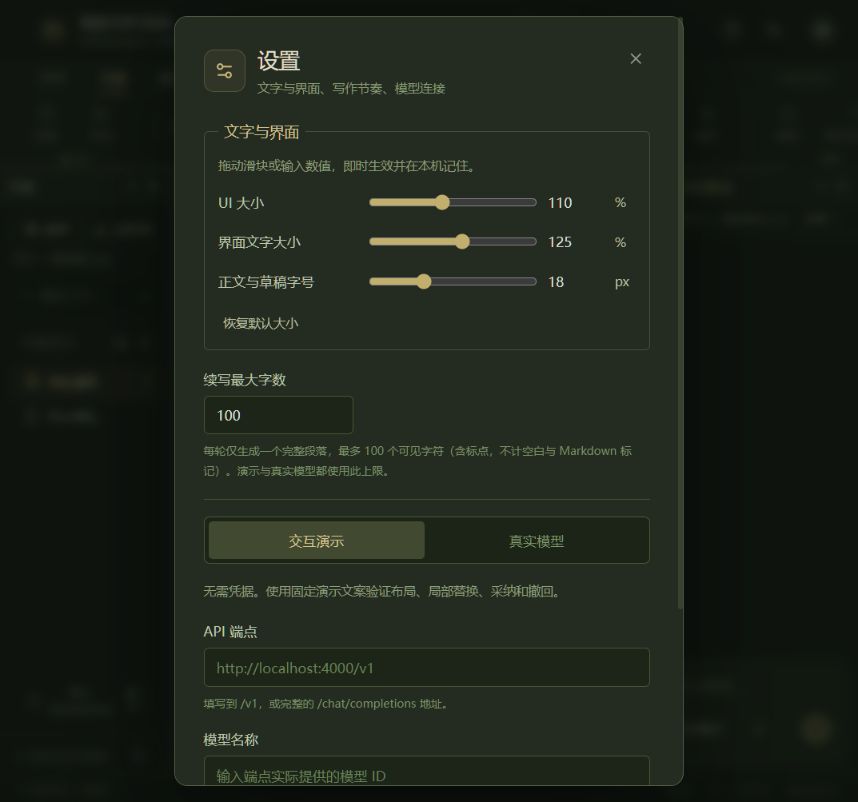 设置
文字与界面、写作节奏、模型连接
文字与界面
拖动滑块或输入数值，即时生效并在本机记住。
UI 大小 110 %
界面文字大小 125 %
正文与草稿字号 18 px
恢复默认大小
续写最大字数
100
每轮仅生成一个完整段落，最多 100 个可见字符（含标点，不计空白与 Markdown 标
记）。演示与真实模型都使用此上限。
交互演示 真实模型
无需凭据。使用固定演示文案验证布局、局部替换、采纳和撤回。
API 端点
http://localhost:4000/v1
填写到 /v1，或完整的 /chat/completions 地址。
模型名称
输入端点实际提供的模型 ID